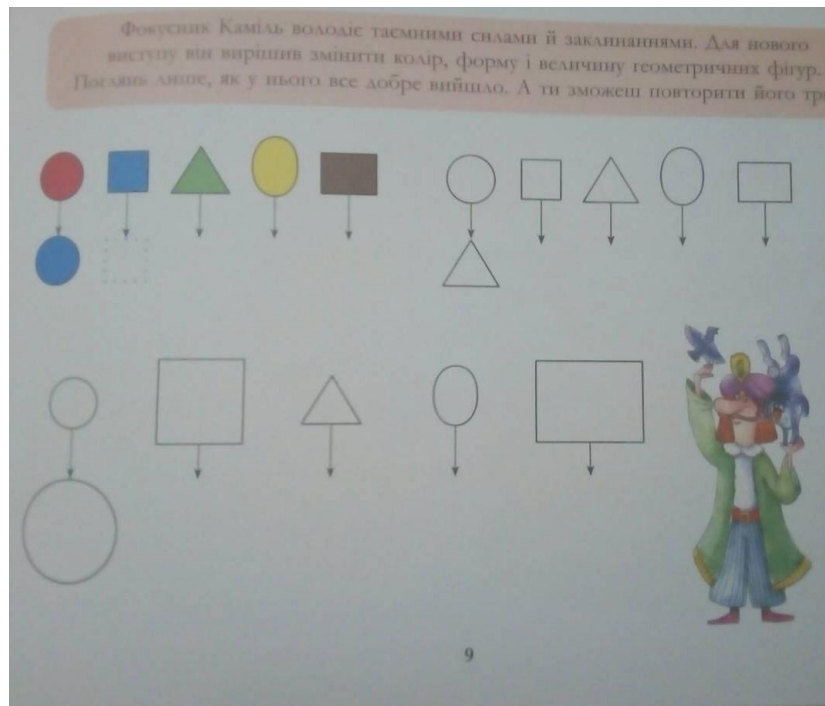 Фокусник Каміль володіє таємними силами й заклинаннями. Для нового
виступу він вирішив змінити колір, форму і величину геометричних фігур.
Поглянь лише, як у нього все добре вийшло. А ти зможеш повторити його
9